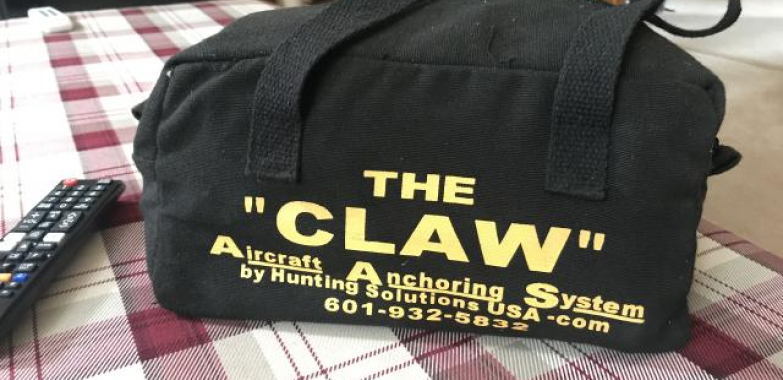 THE
"CLAW"
Aircraft Anchoring System
by Hunting Solutions USA-com
601-932-5832